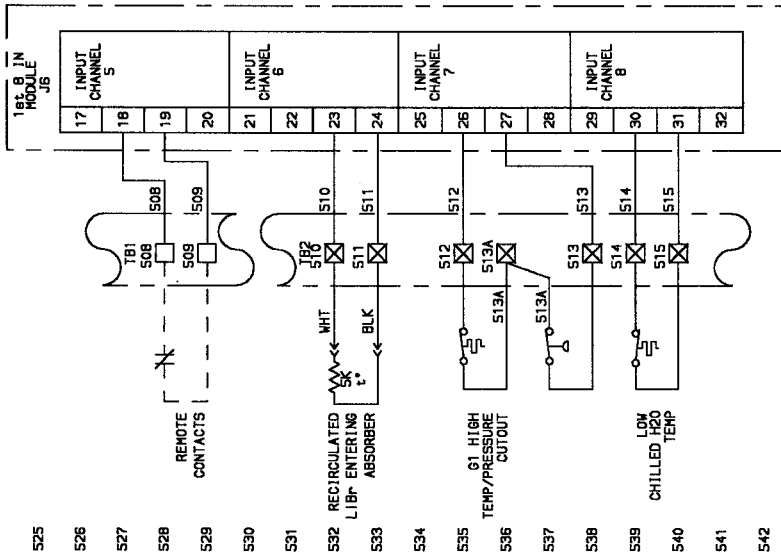 1st 8 IN
MODULE
J6
17
18
19
20
21
22
23
24
25
26
27
28
29
30
31
32
INPUT
CHANNEL
5
INPUT
CHANNEL
6
INPUT
CHANNEL
7
INPUT
CHANNEL
8
508
509
510
511
512
513
514
515
TB1
508
509
TB2
510
511
512
513A
513
514
515
WHT
BLK
513A
513A
5K
t°
REMOTE
CONTACTS
RECIRCULATED
LIBr ENTERING
ABSORBER
G1 HIGH
TEMP/PRESSURE
CUTOUT
LOW
CHILLED H2O
TEMP
525
526
527
528
529
530
531
532
533
534
535
536
537
538
539
540
541
542